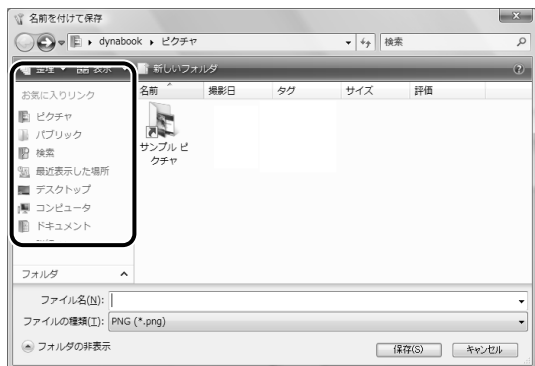 名前を付けて保存
dynabook ▸ ピクチャ 検索
整理 表示 新しいフォルダ
お気に入りリンク
名前 撮影日 タグ サイズ 評価
ピクチャ
パブリック
検索
最近表示した場所
デスクトップ
コンピュータ
ドキュメント
サンプル ピ
クチャ
フォルダ
ファイル名(N):
ファイルの種類(T): PNG (*.png)
フォルダの非表示 保存(S) キャンセル